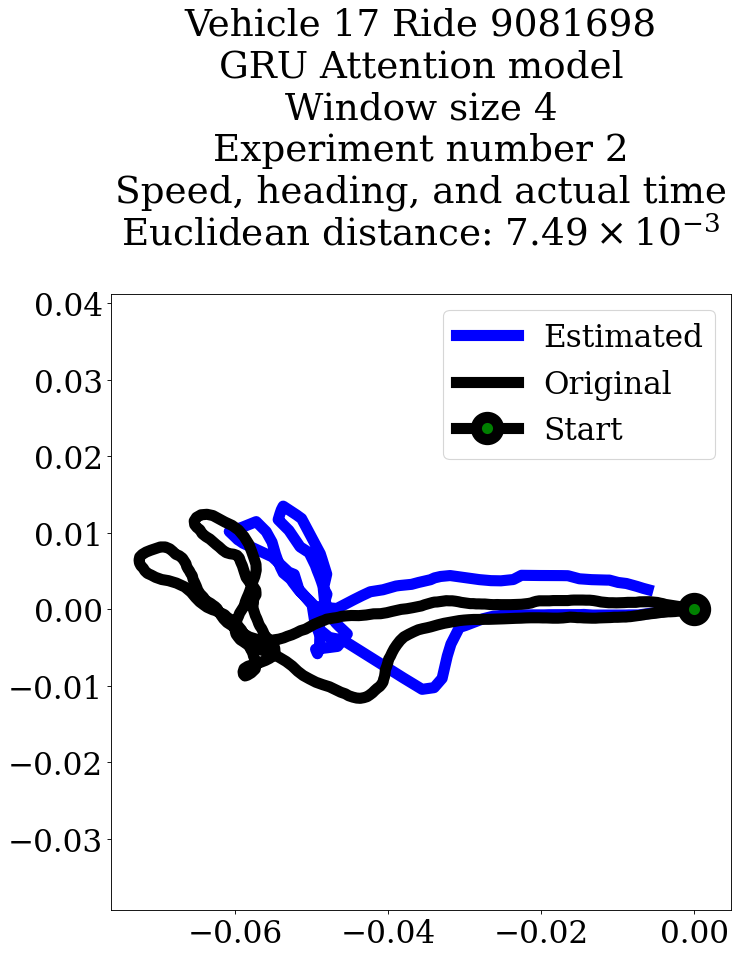 Vehicle 17 Ride 9081698
GRU Attention model
Window size 4
Experiment number 2
Speed, heading, and actual time
Euclidean distance: 7.49 × 10⁻³
Estimated
Original
Start
0.04
0.03
0.02
0.01
0.00
−0.01
−0.02
−0.03
−0.06 −0.04 −0.02 0.00